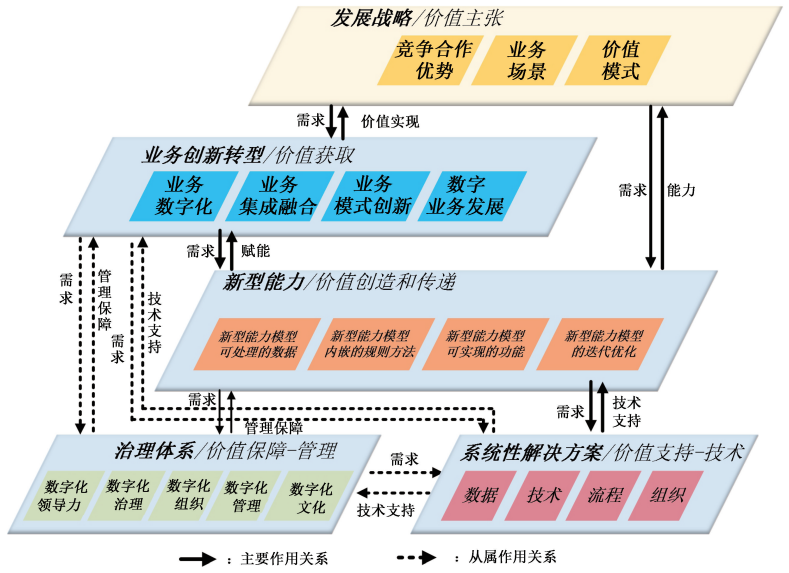 发展战略/价值主张
竞争合作
优势
业务
场景
价值
模式
需求
价值实现
业务创新转型/价值获取
业务
数字化
业务
集成融合
业务
模式创新
数字
业务发展
需求
能力
需求
赋能
需求
管理保障
需求
技术支持
新型能力/价值创造和传递
新型能力模型
可处理的数据
新型能力模型
内嵌的规则方法
新型能力模型
可实现的功能
新型能力模型
的迭代优化
需求
管理保障
需求
技术
支持
治理体系/价值保障-管理
数字化
领导力
数字化
治理
数字化
组织
数字化
管理
数字化
文化
需求
技术支持
系统性解决方案/价值支持-技术
数据
技术
流程
组织
：主要作用关系
：从属作用关系